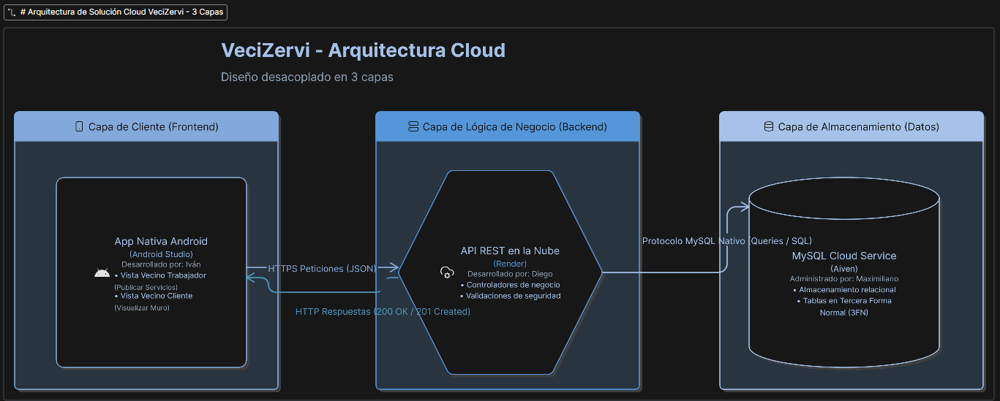 # Arquitectura de Solución Cloud VeciZervi - 3 Capas
VeciZervi - Arquitectura Cloud
Diseño desacoplado en 3 capas
Capa de Cliente (Frontend)
App Nativa Android
(Android Studio)
Desarrollado por: Iván
• Vista Vecino Trabajador
(Publicar Servicios)
• Vista Vecino Cliente
(Visualizar Muro)
HTTPS Peticiones (JSON)
HTTP Respuestas (200 OK / 201 Created)
Capa de Lógica de Negocio (Backend)
API REST en la Nube
(Render)
Desarrollado por: Diego
• Controladores de negocio
• Validaciones de seguridad
Protocolo MySQL Nativo (Queries / SQL)
Capa de Almacenamiento (Datos)
MySQL Cloud Service
(Aiven)
Administrado por: Maximiliano
• Almacenamiento relacional
• Tablas en Tercera Forma
Normal (3FN)